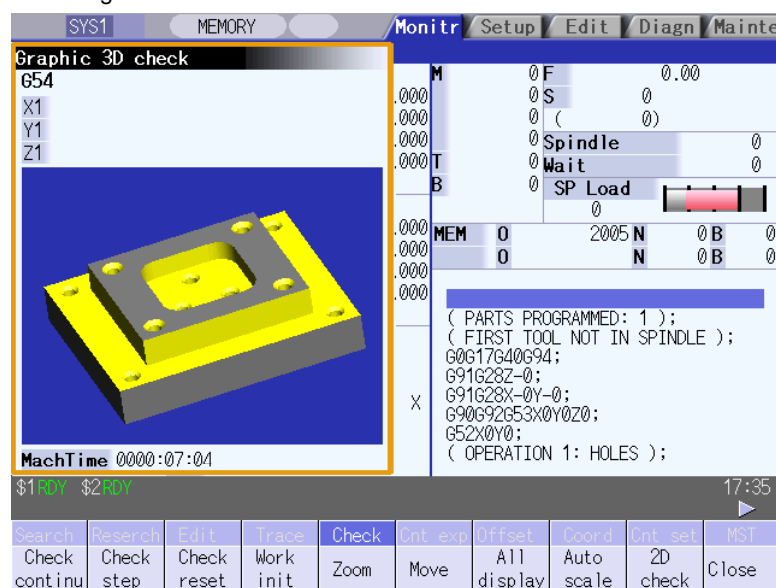 SYS1 MEMORY Monitr Setup Edit Diagn Mainte
Graphic 3D check
G54
X1
Y1
Z1
MachTime 0000:07:04
.000
.000
.000
.000
.000
.000
.000
.000
X
M 0 F 0.00
0 S 0
0 ( 0)
0 Spindle 0
T 0 Wait 0
B 0 SP Load
0
MEM O 2005 N 0 B 0
O N 0 B 0
( PARTS PROGRAMMED: 1 );
( FIRST TOOL NOT IN SPINDLE );
G0G17G40G94;
G91G28Z-0;
G91G28X-0Y-0;
G90G92G53X0Y0Z0;
G52X0Y0;
( OPERATION 1: HOLES );
$1 RDY $2 RDY 17:35
Search Reserch Edit Trace Check Cnt exp Offset Coord Cnt set MST
Check continu
Check step
Check reset
Work init
Zoom
Move
All display
Auto scale
2D check
Close